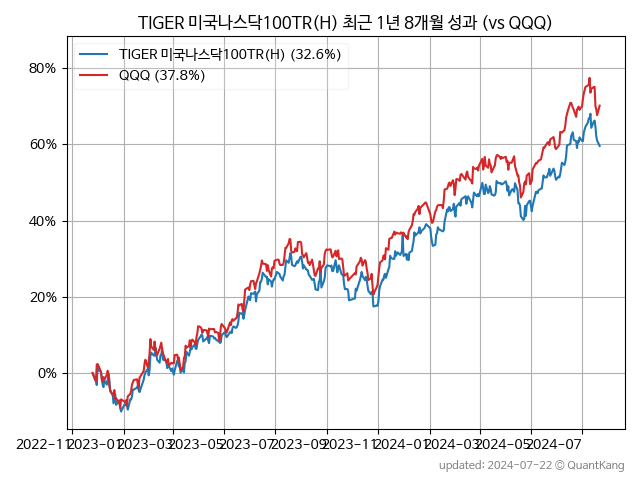 TIGER 미국나스닥100TR(H) 최근 1년 8개월 성과 (vs QQQ)
TIGER 미국나스닥100TR(H) (32.6%)
QQQ (37.8%)
80%
60%
40%
20%
0%
2022-11 2023-01 2023-03 2023-05 2023-07 2023-09 2023-11 2024-01 2024-03 2024-05 2024-07
updated: 2024-07-22 © QuantKang